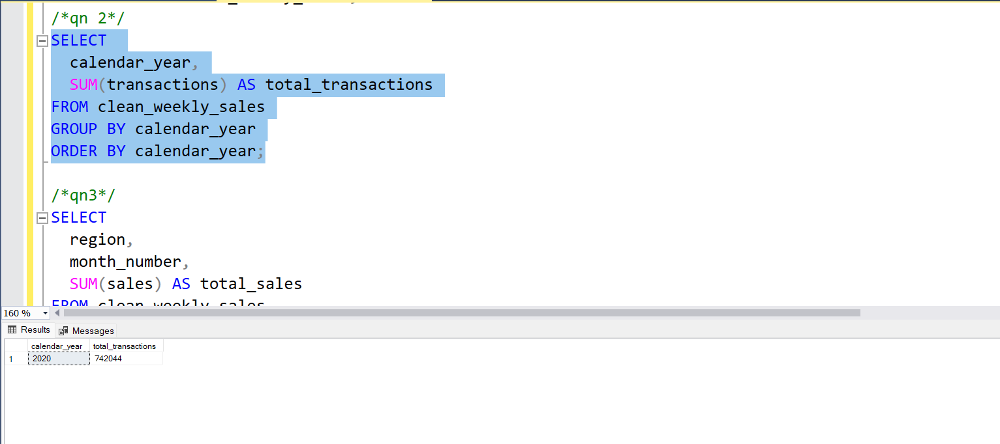 /*qn 2*/
SELECT
calendar_year,
SUM(transactions) AS total_transactions
FROM clean_weekly_sales
GROUP BY calendar_year
ORDER BY calendar_year;
/*qn3*/
SELECT
region,
month_number,
SUM(sales) AS total_sales
FROM clean_weekly_sales
160 %
Results Messages
calendar_year total_transactions
1 2020 742044